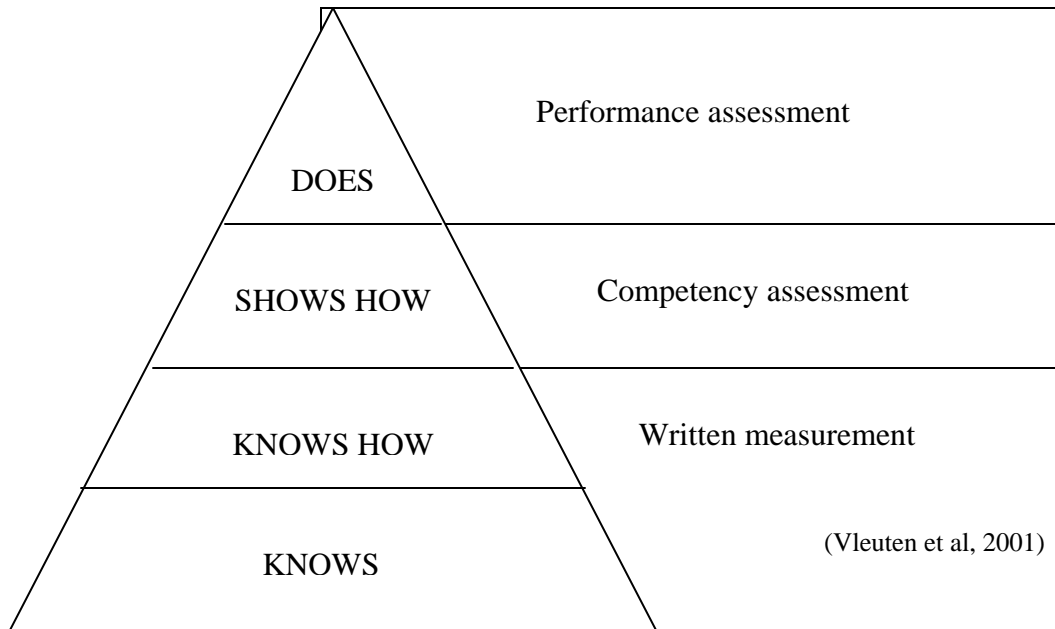 Performance assessment
DOES
SHOWS HOW
Competency assessment
KNOWS HOW
Written measurement
KNOWS
(Vleuten et al, 2001)